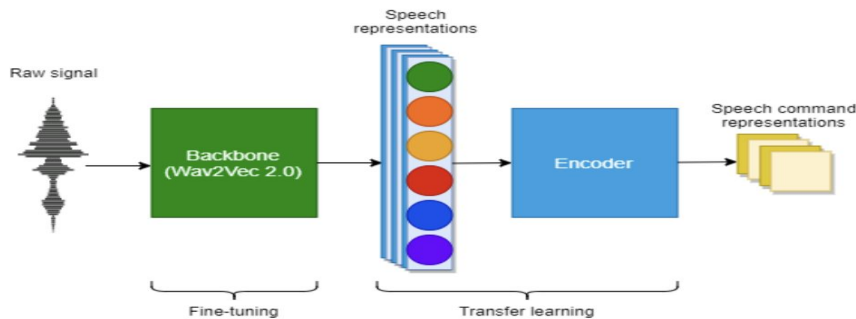 Speech
representations
Raw signal
Speech command
representations
Backbone
(Wav2Vec 2.0)
Encoder
Fine-tuning
Transfer learning